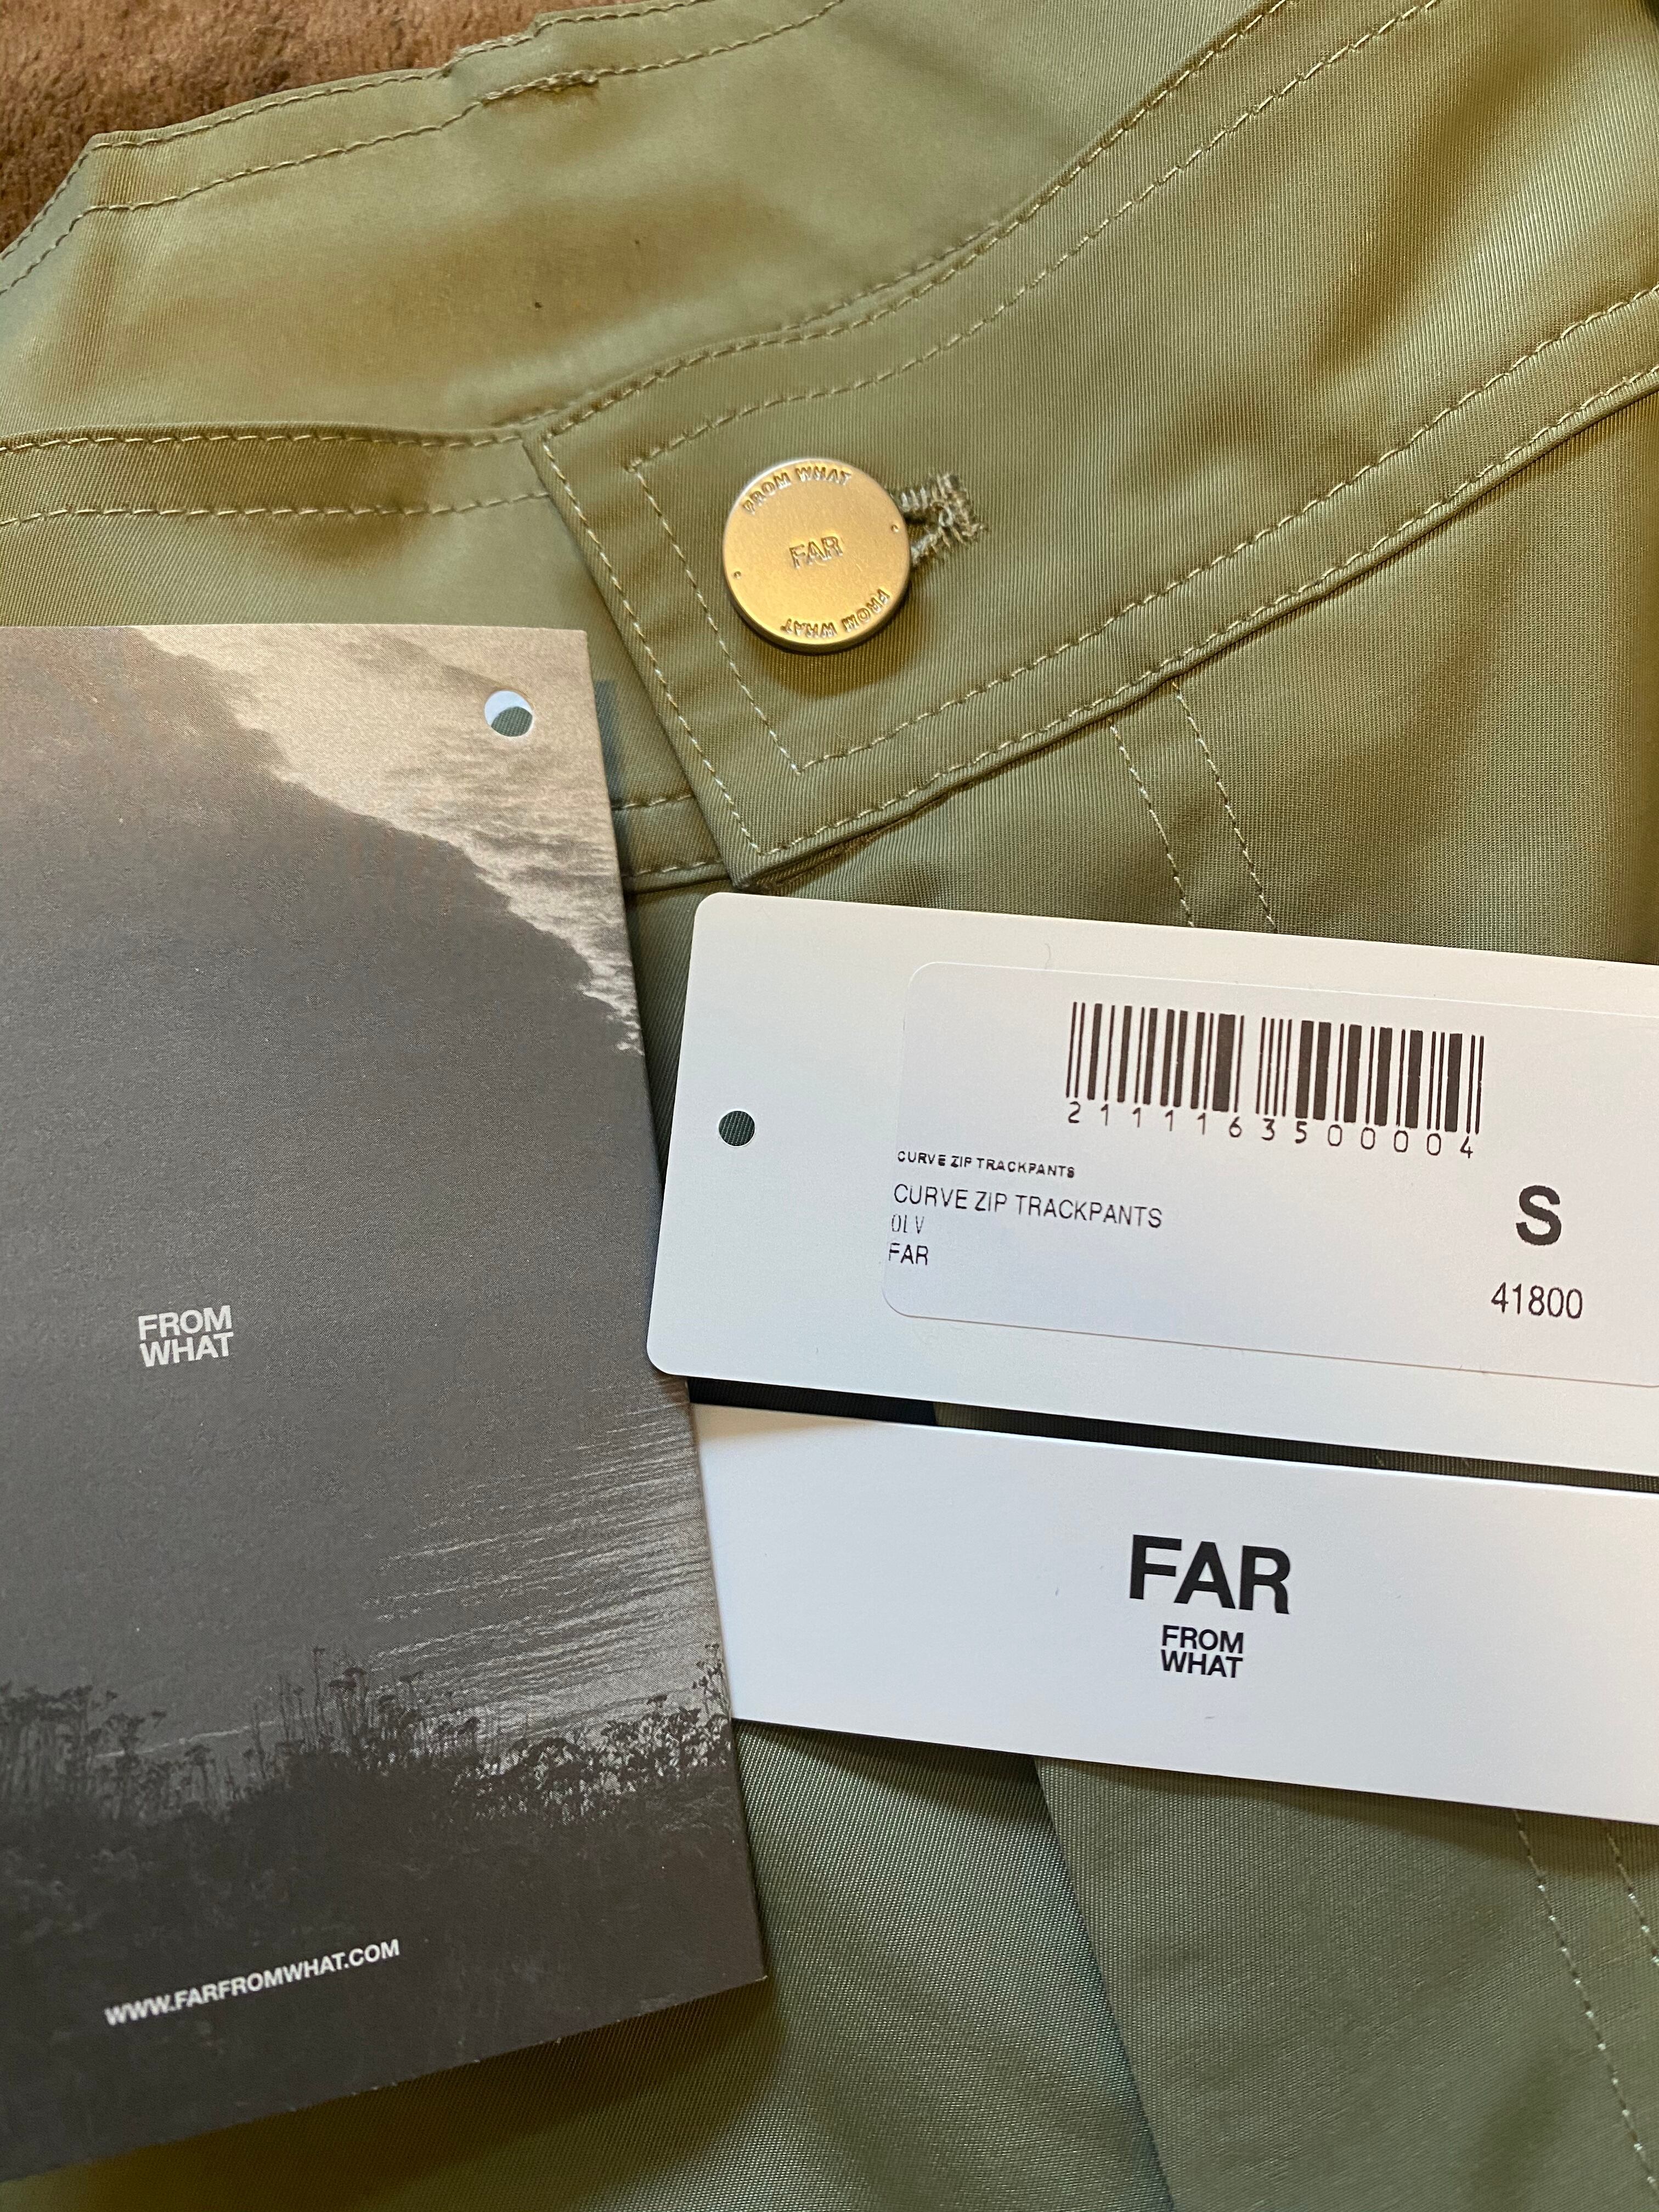 FROM WHAT
FAR
FROM WHAT
2111163500004
CURVE ZIP TRACKPANTS
CURVE ZIP TRACKPANTS
OLV
FAR
S
41800
FROM
WHAT
FAR
FROM
WHAT
WWW.FARFROMWHAT.COM